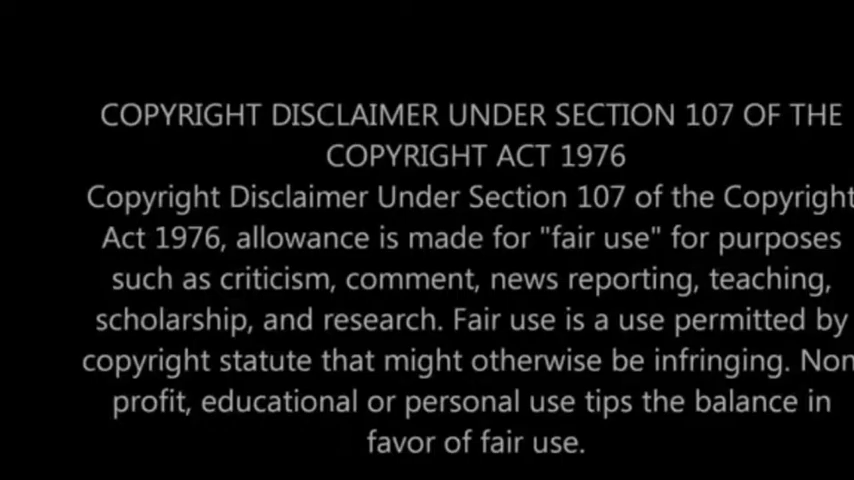 COPYRIGHT DISCLAIMER UNDER SECTION 107 OF THE
COPYRIGHT ACT 1976
Copyright Disclaimer Under Section 107 of the Copyright
Act 1976, allowance is made for "fair use" for purposes
such as criticism, comment, news reporting, teaching,
scholarship, and research. Fair use is a use permitted by
copyright statute that might otherwise be infringing. Non
profit, educational or personal use tips the balance in
favor of fair use.